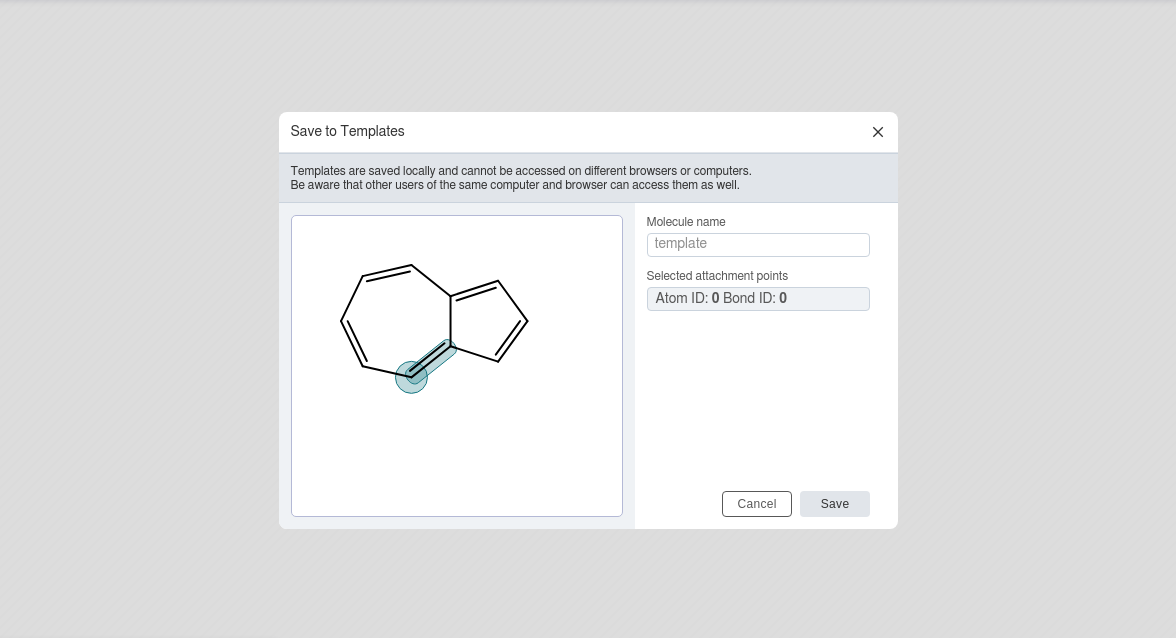 Save to Templates
Templates are saved locally and cannot be accessed on different browsers or computers.
Be aware that other users of the same computer and browser can access them as well.
Molecule name
template
Selected attachment points
Atom ID: 0 Bond ID: 0
Cancel
Save